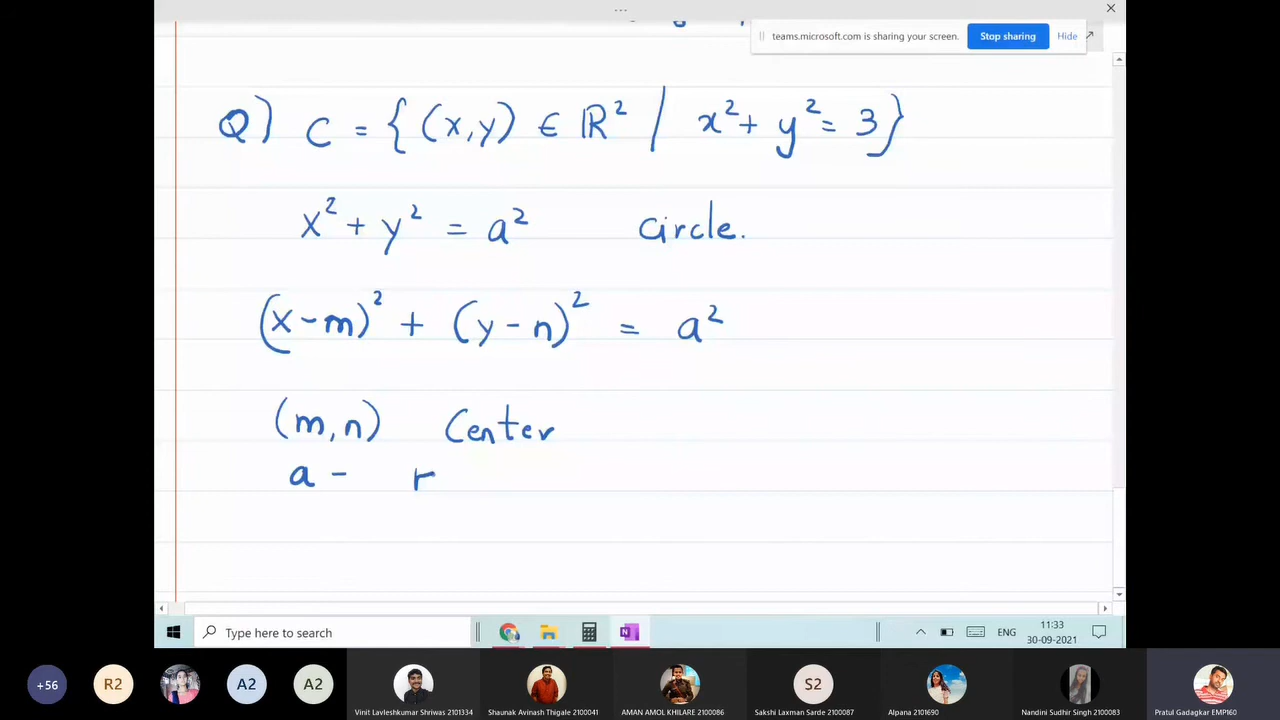 teams.microsoft.com is sharing your screen. Stop sharing Hide
Q) C = {(x,y) ∈ ℝ² | x² + y² = 3}
x² + y² = a² Circle.
(x-m)² + (y-n)² = a²
(m,n) Center
a - r
Type here to search
ENG
11:33
30-09-2021
+56 R2 A2 A2 S2
Vinit Lavleshkumar Shriwas 2101334 Shaunak Avinash Thigale 2100041 AMAN AMOL KHILARE 2100086 Sakshi Laxman Sarde 2100087 Alpana 2101690 Nandini Sudhir Singh 2100083 Pratul Gadagkar EMP160